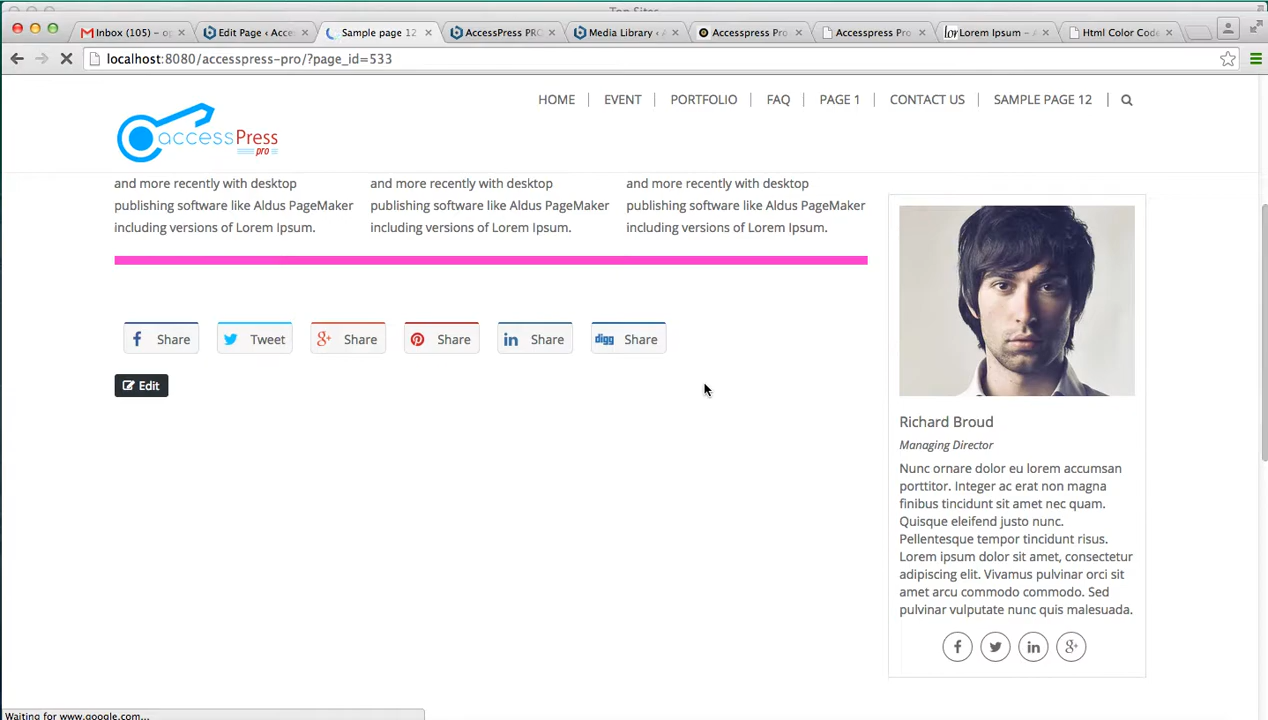 Top Sites
Inbox (105) – op
Edit Page ‹ Acces
Sample page 12
AccessPress PRO
Media Library ‹ A
Accesspress Pro
Accesspress Pro
lor Lorem Ipsum – A
Html Color Code
localhost:8080/accesspress-pro/?page_id=533
HOME
EVENT
PORTFOLIO
FAQ
PAGE 1
CONTACT US
SAMPLE PAGE 12
accessPress
pro
and more recently with desktop
publishing software like Aldus PageMaker
including versions of Lorem Ipsum.
and more recently with desktop
publishing software like Aldus PageMaker
including versions of Lorem Ipsum.
and more recently with desktop
publishing software like Aldus PageMaker
including versions of Lorem Ipsum.
Share
Tweet
Share
Share
Share
digg Share
Edit
Richard Broud
Managing Director
Nunc ornare dolor eu lorem accumsan
porttitor. Integer ac erat non magna
finibus tincidunt sit amet nec quam.
Quisque eleifend justo nunc.
Pellentesque tempor tincidunt risus.
Lorem ipsum dolor sit amet, consectetur
adipiscing elit. Vivamus pulvinar orci sit
amet arcu commodo commodo. Sed
pulvinar vulputate nunc quis malesuada.
Waiting for www.google.com...